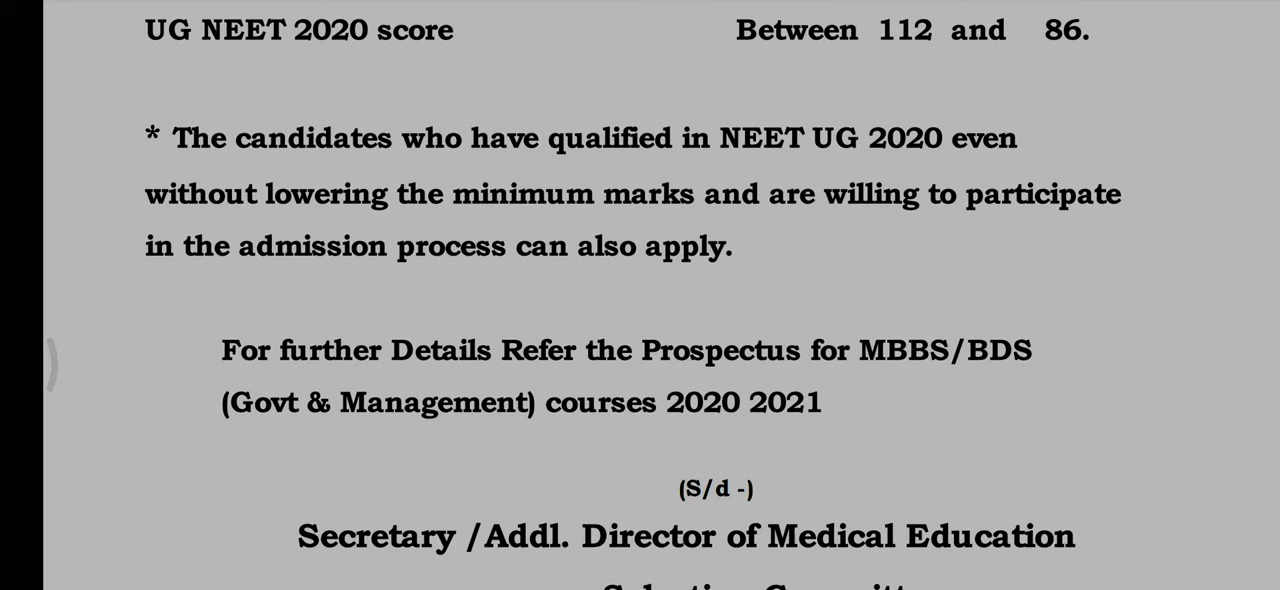 UG NEET 2020 score Between 112 and 86.
* The candidates who have qualified in NEET UG 2020 even
without lowering the minimum marks and are willing to participate
in the admission process can also apply.
For further Details Refer the Prospectus for MBBS/BDS
(Govt & Management) courses 2020 2021
(S/d -)
Secretary /Addl. Director of Medical Education